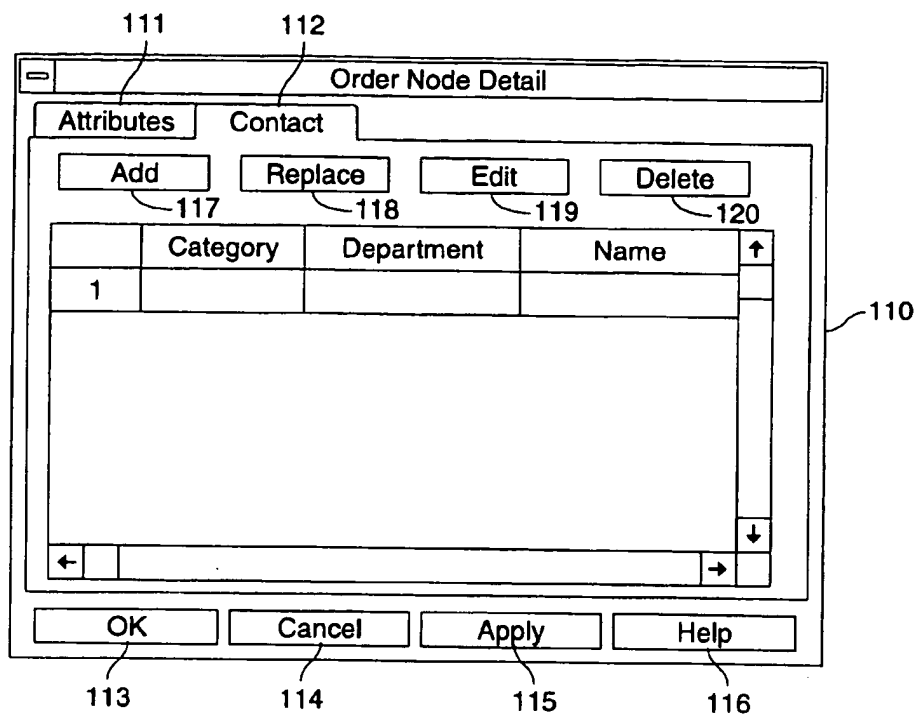 111 112
Order Node Detail
Attributes Contact
Add Replace Edit Delete
117 118 119 120
Category Department Name
1
110
OK Cancel Apply Help
113 114 115 116